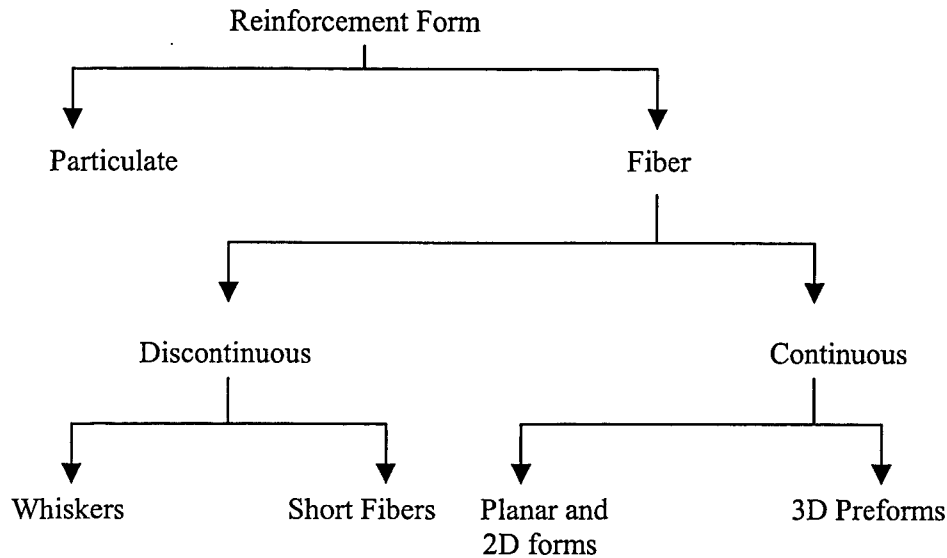 Reinforcement Form
Particulate
Fiber
Discontinuous
Continuous
Whiskers
Short Fibers
Planar and
2D forms
3D Preforms